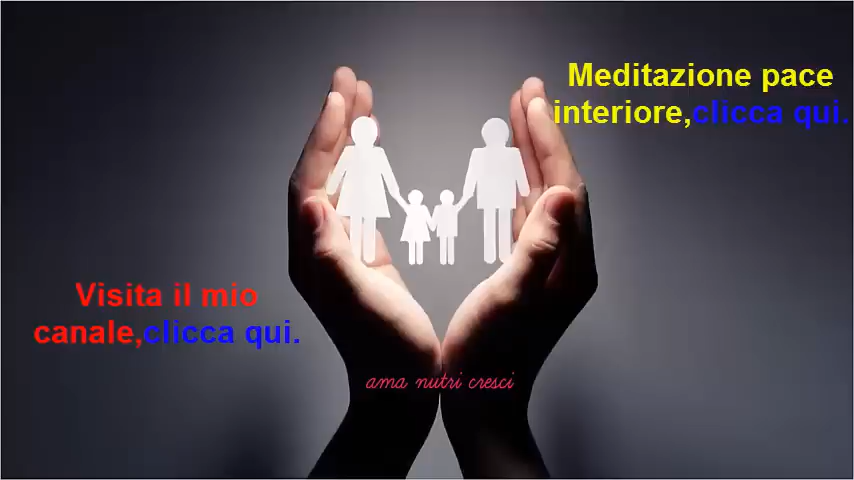 Meditazione pace
interiore,clicca qui.
Visita il mio
canale,clicca qui.
ama nutri cresci